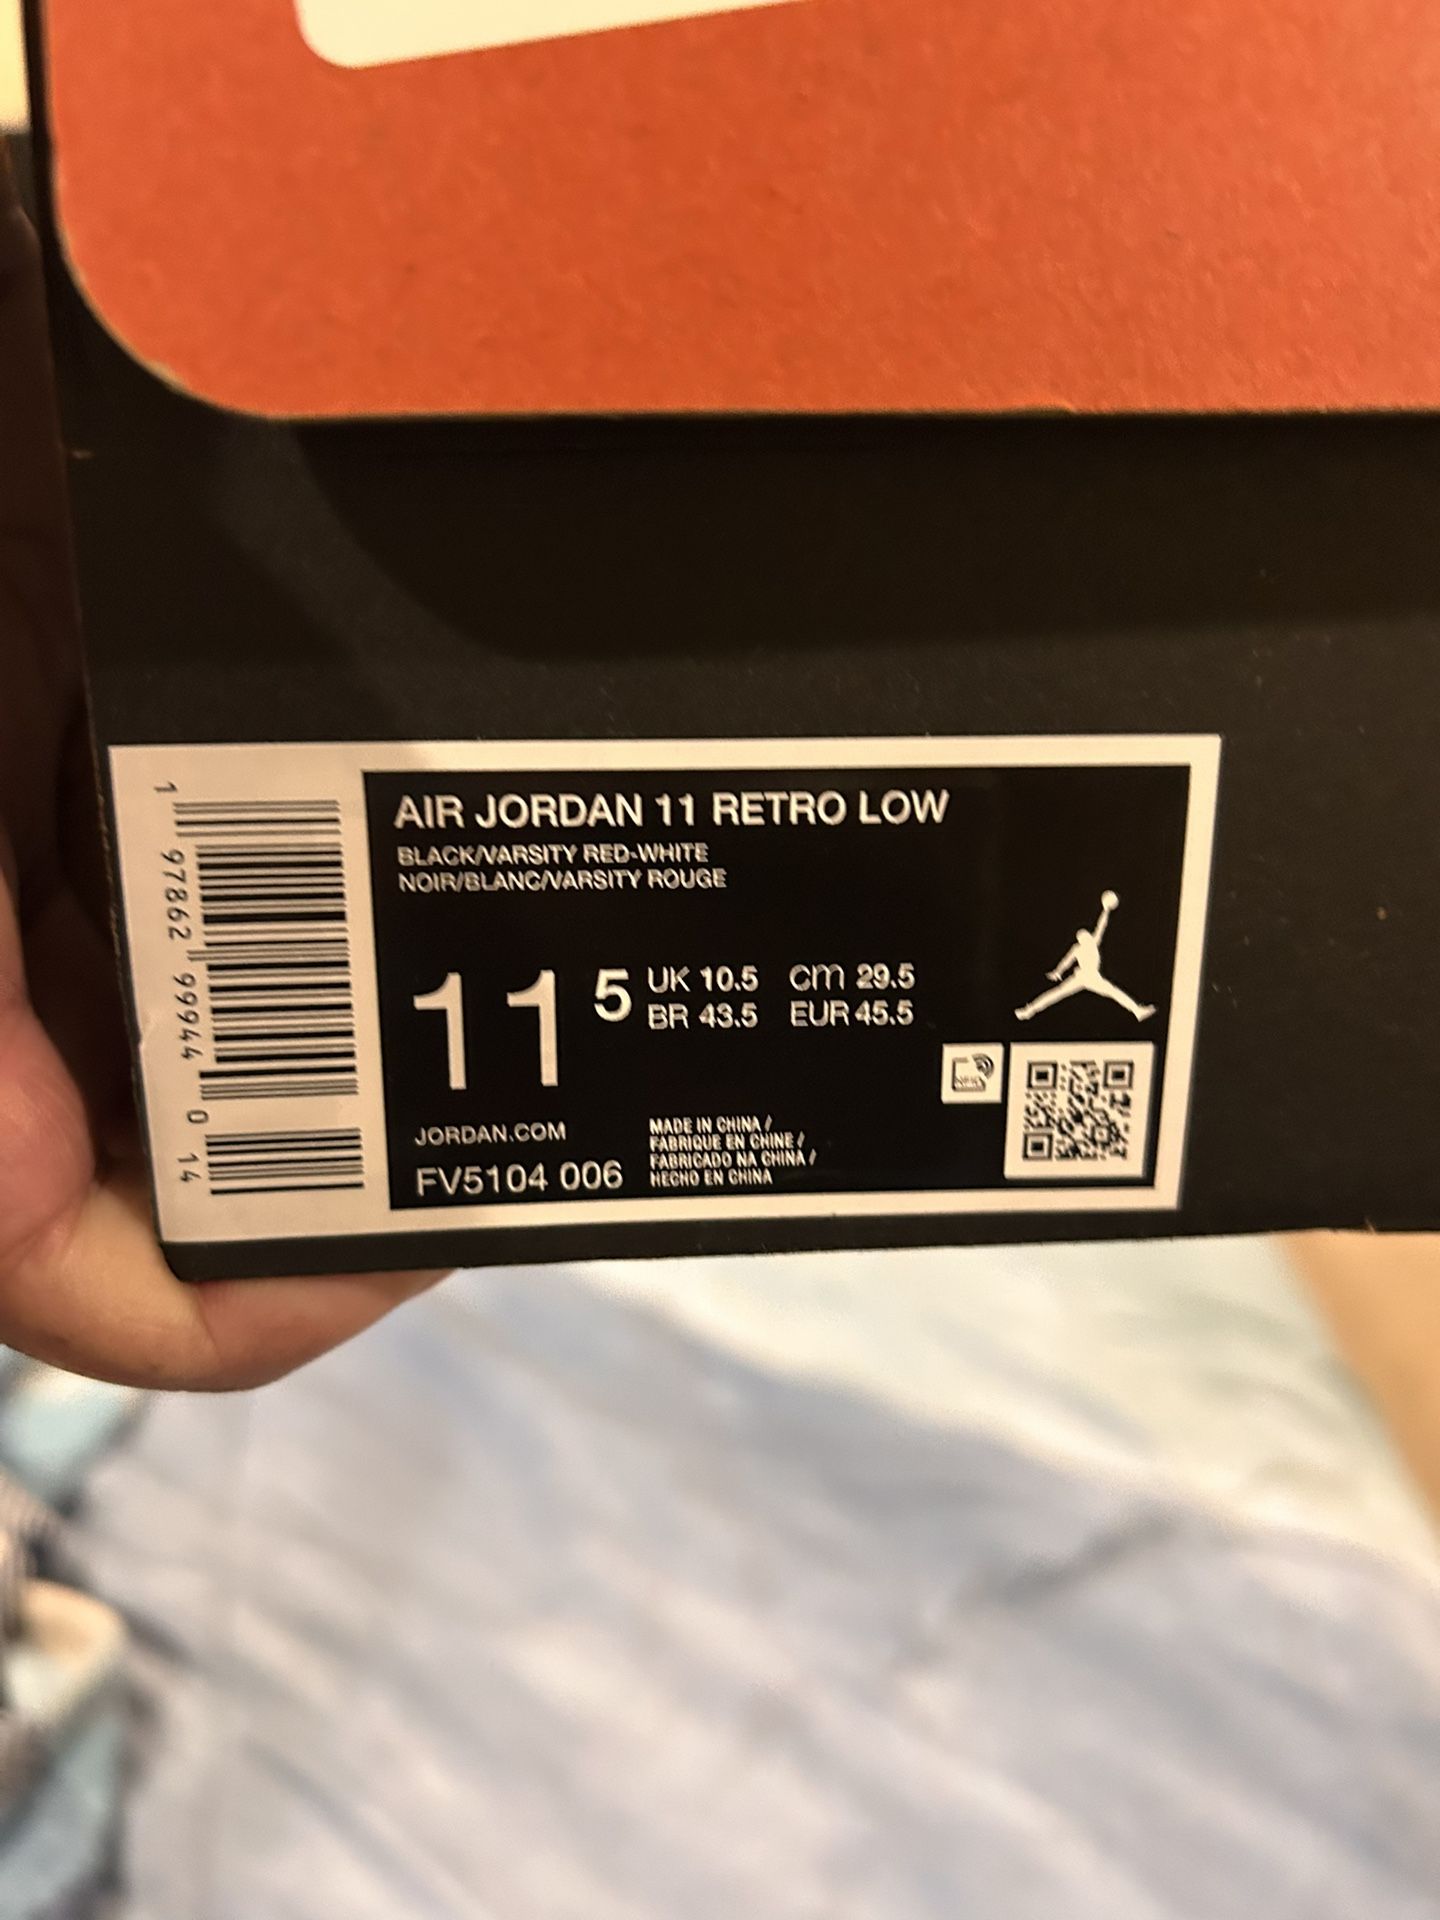 AIR JORDAN 11 RETRO LOW
BLACK/VARSITY RED-WHITE
NOIR/BLANC/VARSITY ROUGE
11 5
UK 10.5 cm 29.5
BR 43.5 EUR 45.5
JORDAN.COM
FV5104 006
MADE IN CHINA /
FABRIQUE EN CHINE /
FABRICADO NA CHINA /
HECHO EN CHINA
1 97862 99944 0 14